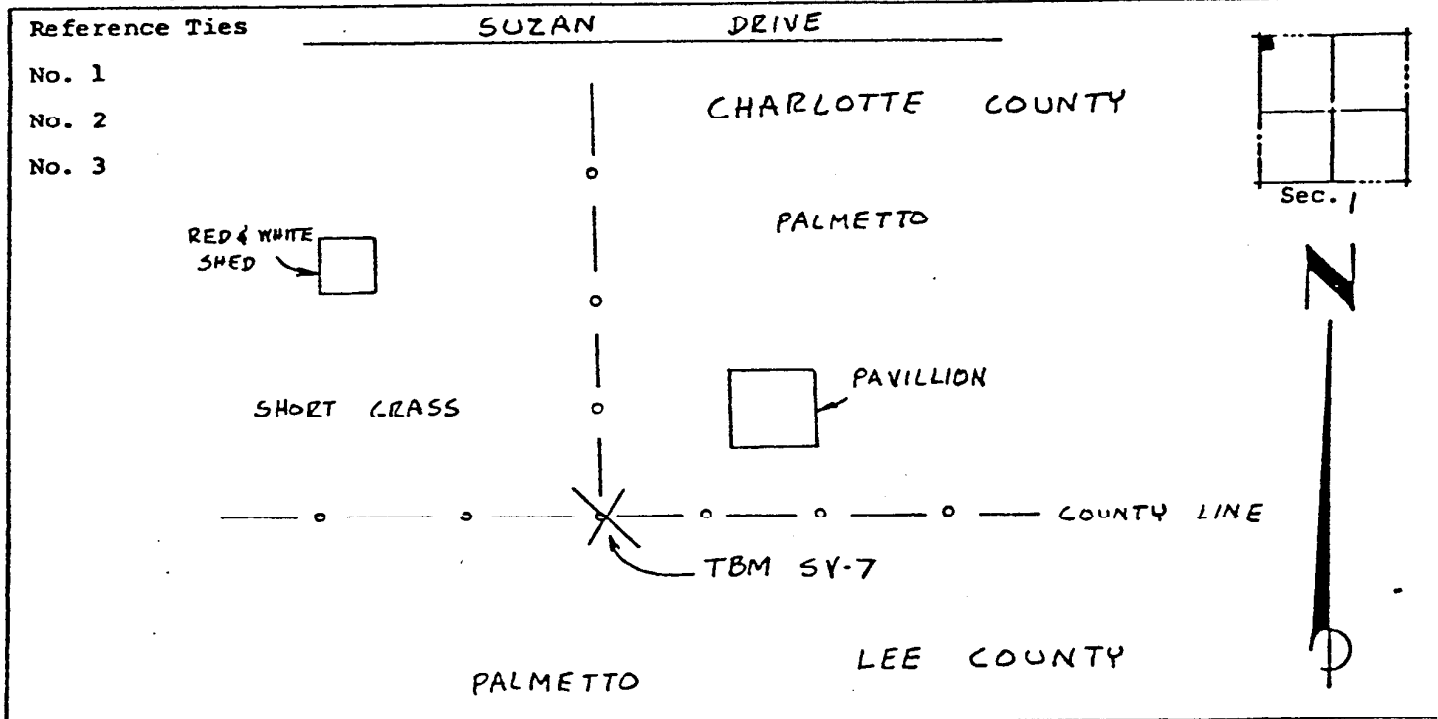 Reference Ties
SUZAN DRIVE
No. 1
CHARLOTTE COUNTY
No. 2
No. 3
Sec. 1
PALMETTO
RED & WHITE
SHED
N
PAVILLION
SHORT GRASS
COUNTY LINE
TBM SV-7
LEE COUNTY
PALMETTO